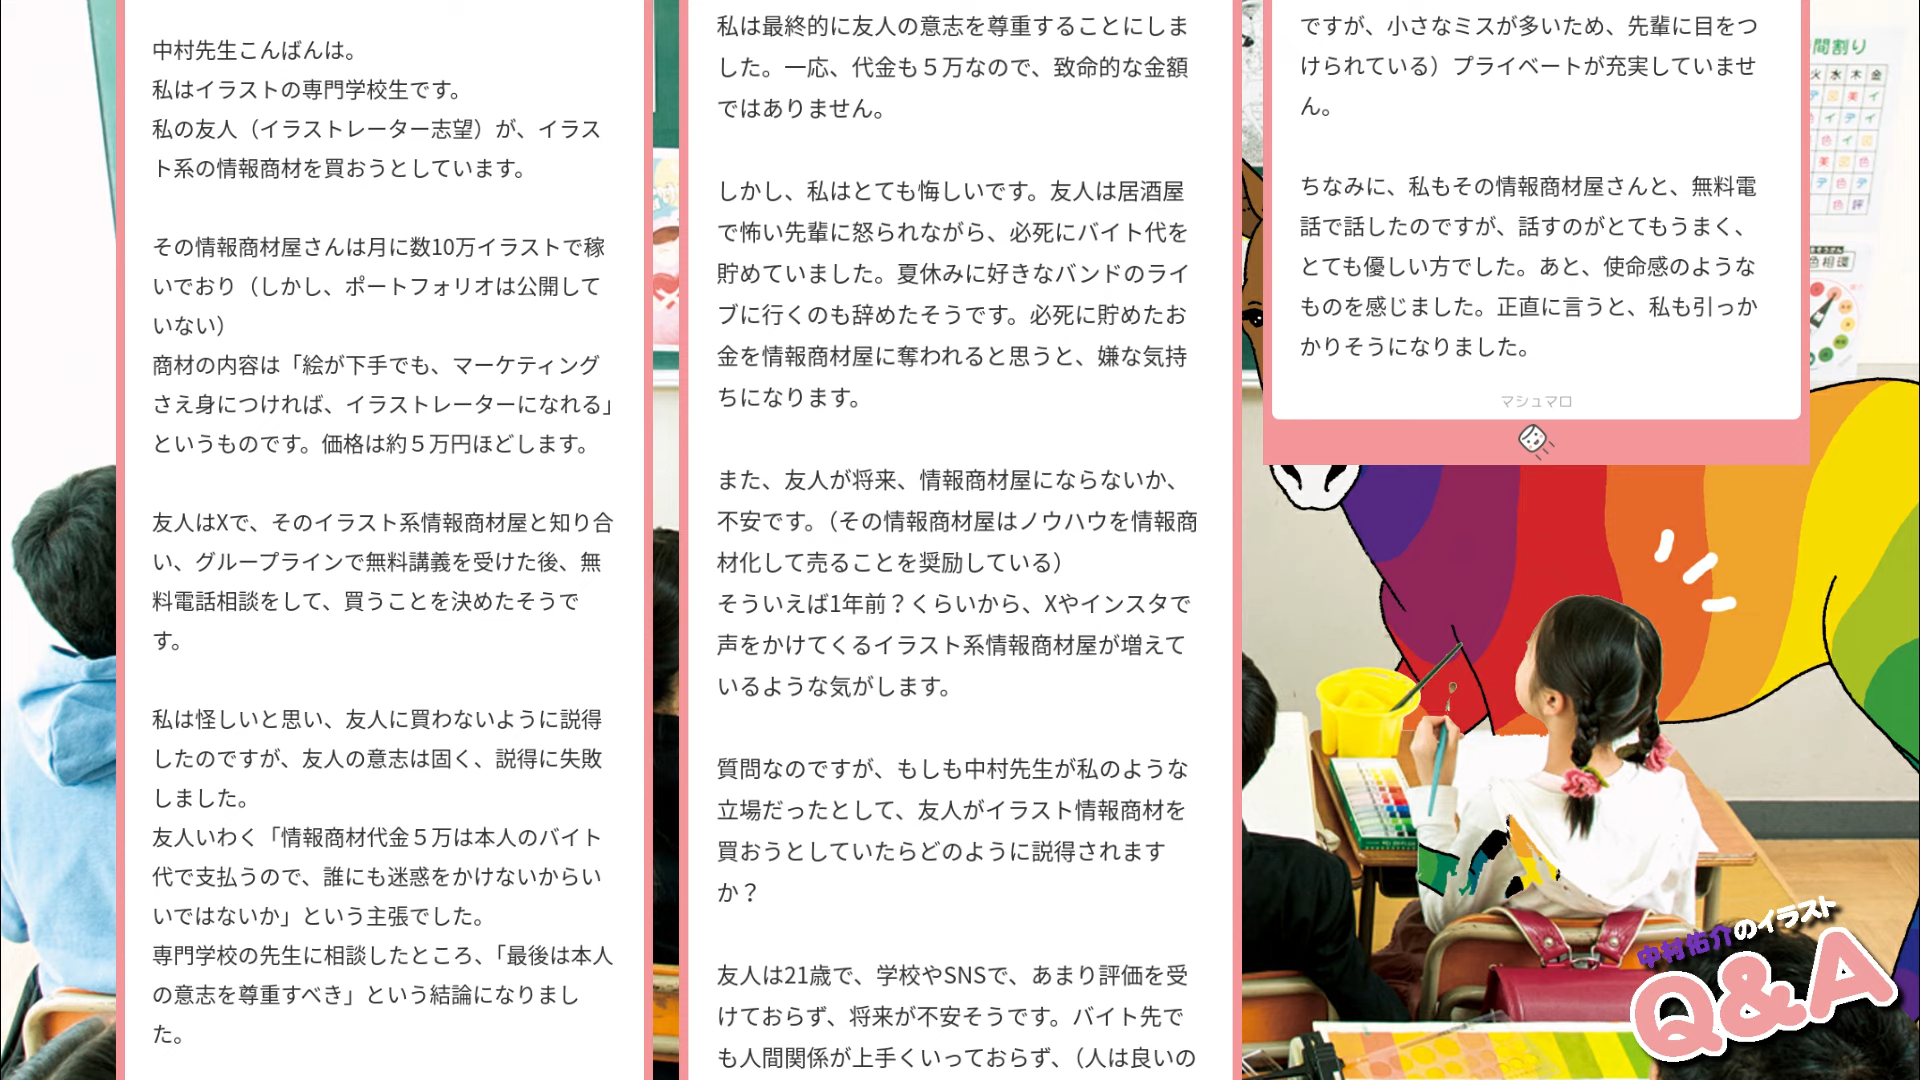 中村先生こんばんは。
私はイラストの専門学校生です。
私の友人（イラストレーター志望）が、イラス
ト系の情報商材を買おうとしています。
その情報商材屋さんは月に数10万イラストで稼
いでおり（しかし、ポートフォリオは公開して
いない）
商材の内容は「絵が下手でも、マーケティング
さえ身につければ、イラストレーターになれる」
というものです。価格は約５万円ほどします。
友人はXで、そのイラスト系情報商材屋と知り合
い、グループラインで無料講義を受けた後、無
料電話相談をして、買うことを決めたそうで
す。
私は怪しいと思い、友人に買わないように説得
したのですが、友人の意志は固く、説得に失敗
しました。
友人いわく「情報商材代金５万は本人のバイト
代で支払うので、誰にも迷惑をかけないからい
いではないか」という主張でした。
専門学校の先生に相談したところ、「最後は本人
の意志を尊重すべき」という結論になりまし
た。
私は最終的に友人の意志を尊重することにしま
した。一応、代金も５万なので、致命的な金額
ではありません。
しかし、私はとても悔しいです。友人は居酒屋
で怖い先輩に怒られながら、必死にバイト代を
貯めていました。夏休みに好きなバンドのライ
ブに行くのも辞めたそうです。必死に貯めたお
金を情報商材屋に奪われると思うと、嫌な気持
ちになります。
また、友人が将来、情報商材屋にならないか、
不安です。（その情報商材屋はノウハウを情報商
材化して売ることを奨励している）
そういえば1年前？くらいから、Xやインスタで
声をかけてくるイラスト系情報商材屋が増えて
いるような気がします。
質問なのですが、もしも中村先生が私のような
立場だったとして、友人がイラスト情報商材を
買おうとしていたらどのように説得されます
か？
友人は21歳で、学校やSNSで、あまり評価を受
けておらず、将来が不安そうです。バイト先で
も人間関係が上手くいっておらず、（人は良いの
ですが、小さなミスが多いため、先輩に目をつ
けられている）プライベートが充実していませ
ん。
ちなみに、私もその情報商材屋さんと、無料電
話で話したのですが、話すのがとてもうまく、
とても優しい方でした。あと、使命感のような
ものを感じました。正直に言うと、私も引っか
かりそうになりました。
マシュマロ
間割り
火 水 木 金
色相環
中村佑介のイラスト
Q&A